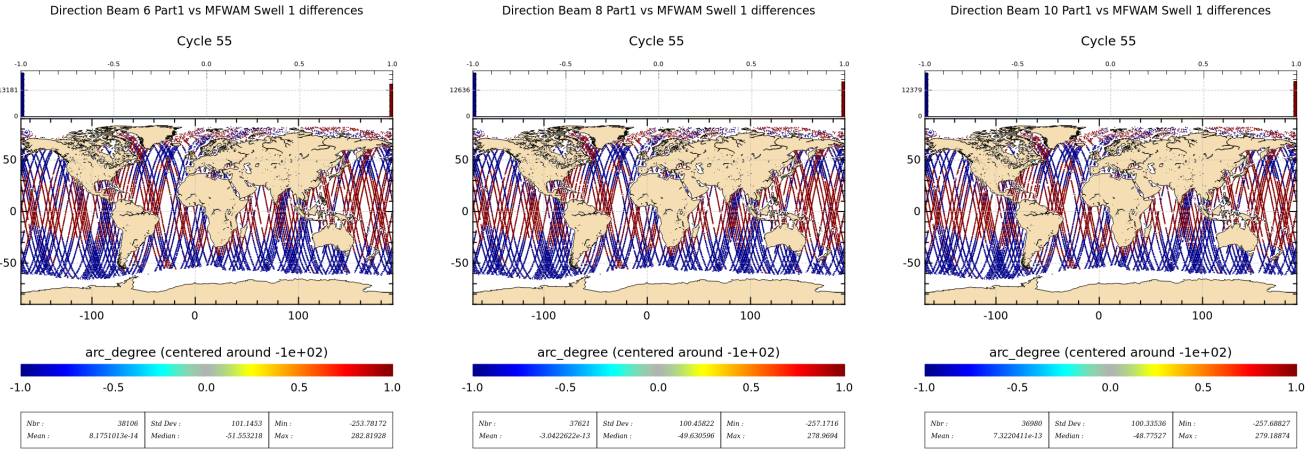 Direction Beam 6 Part1 vs MFWAM Swell 1 differences
Cycle 55
-1.0 -0.5 0.0 0.5 1.0
13181
0
50
0
-50
-100 0 100
arc_degree (centered around -1e+02)
-1.0 -0.5 0.0 0.5 1.0
Nbr : 38106 Std Dev : 101.1453 Min : -253.78172
Mean : 8.1751013e-14 Median : -51.553218 Max : 282.81928
Direction Beam 8 Part1 vs MFWAM Swell 1 differences
Cycle 55
-1.0 -0.5 0.0 0.5 1.0
12636
0
50
0
-50
-100 0 100
arc_degree (centered around -1e+02)
-1.0 -0.5 0.0 0.5 1.0
Nbr : 37621 Std Dev : 100.45822 Min : -257.1716
Mean : -3.0422622e-13 Median : -49.630596 Max : 278.9694
Direction Beam 10 Part1 vs MFWAM Swell 1 differences
Cycle 55
-1.0 -0.5 0.0 0.5 1.0
12379
0
50
0
-50
-100 0 100
arc_degree (centered around -1e+02)
-1.0 -0.5 0.0 0.5 1.0
Nbr : 36980 Std Dev : 100.33536 Min : -257.68827
Mean : 7.3220411e-13 Median : -48.77527 Max : 279.18874